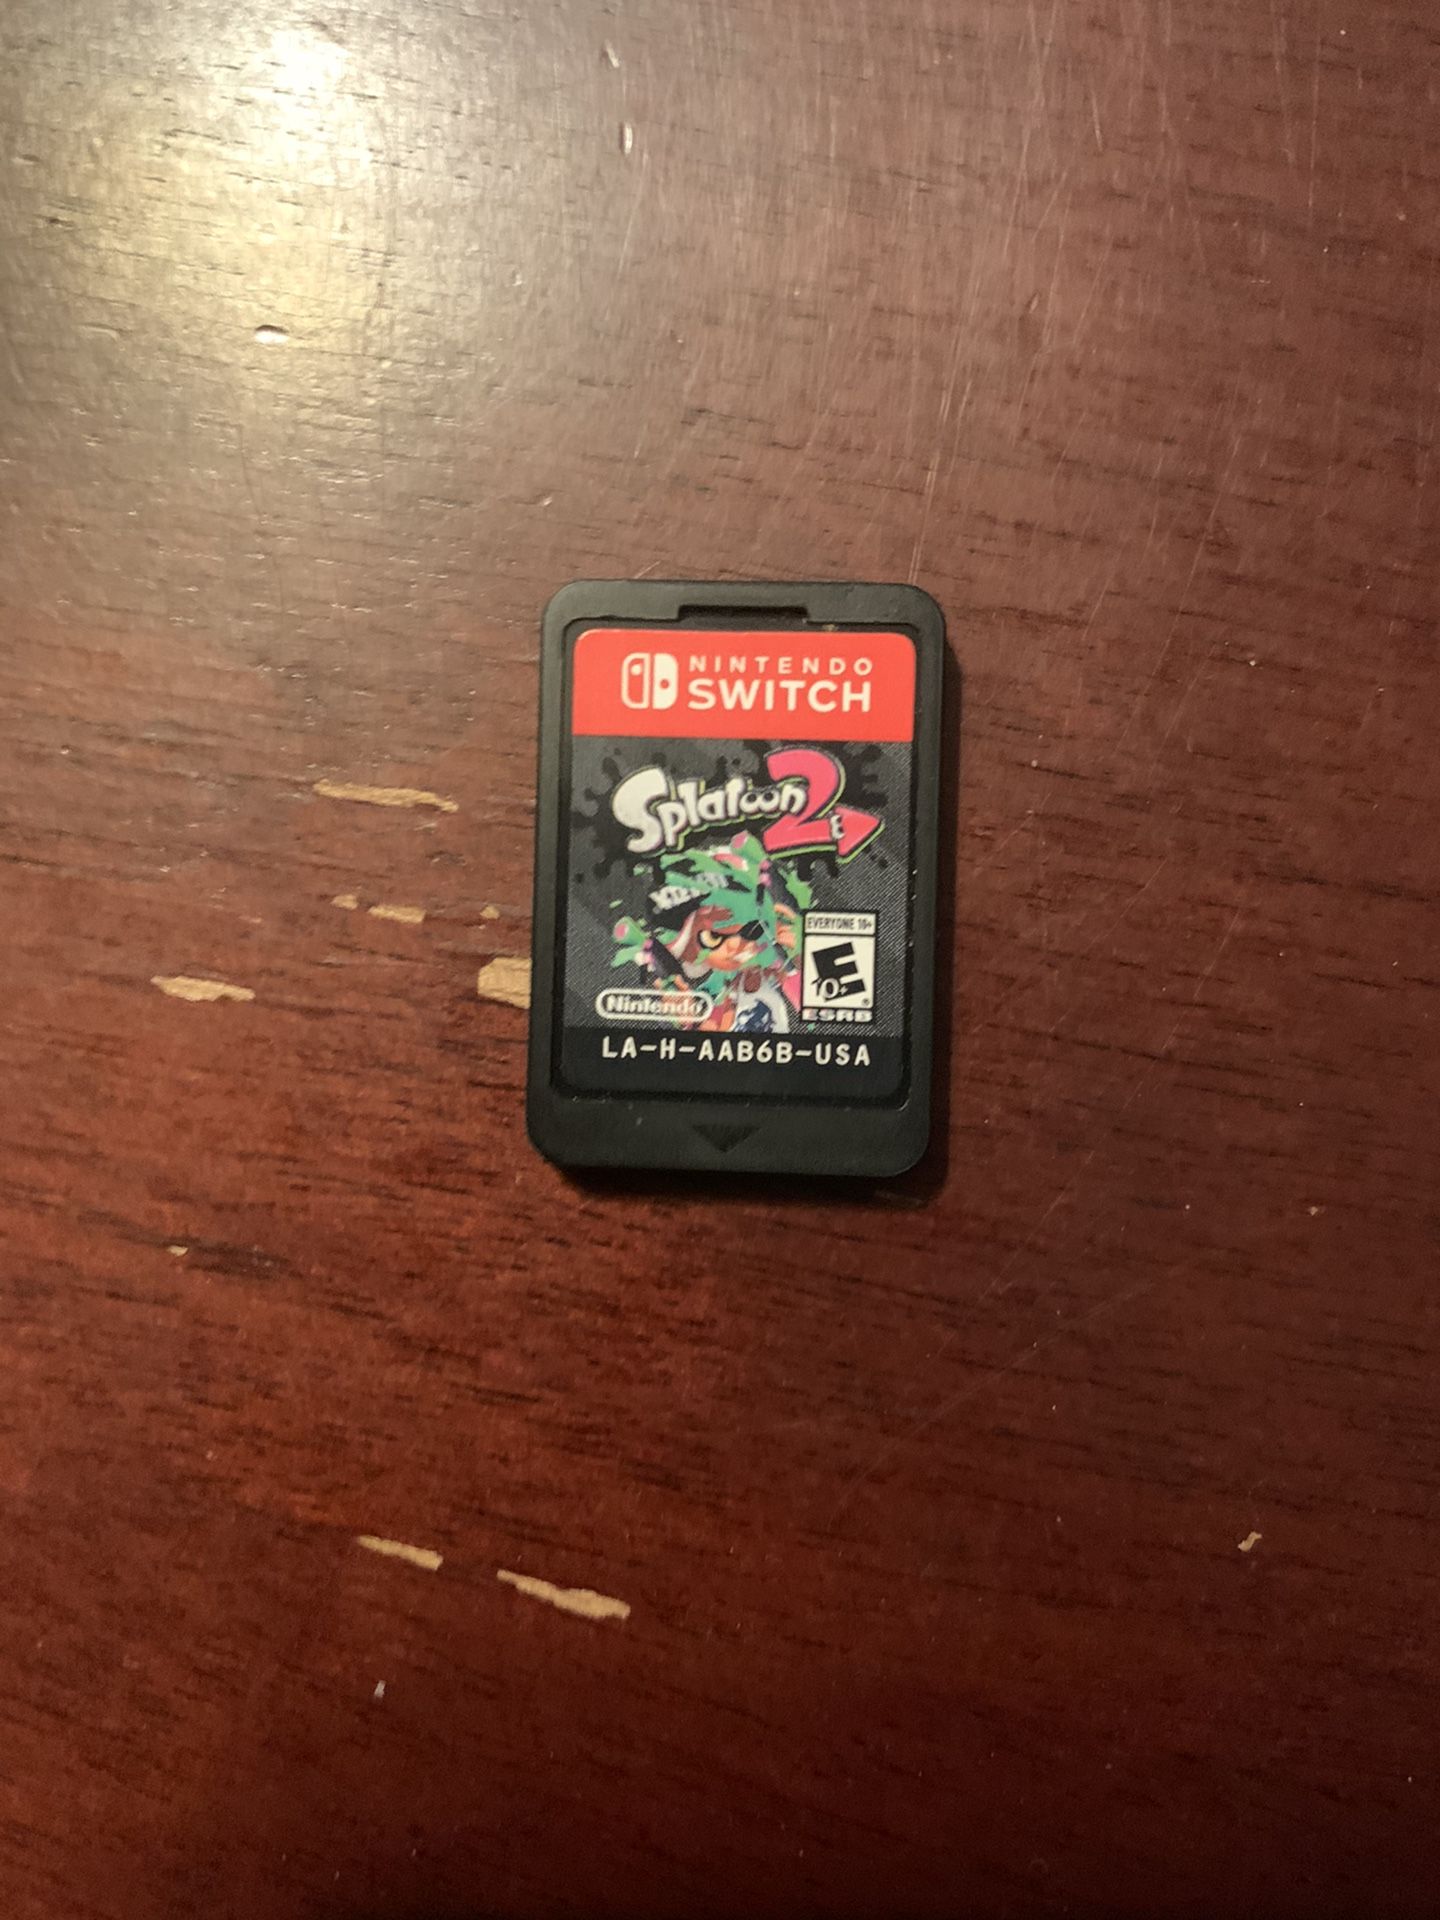 NINTENDO
SWITCH
Splatoon 2
EVERYONE 10+
E
10+
®
ESRB
Nintendo
LA-H-AAB6B-USA